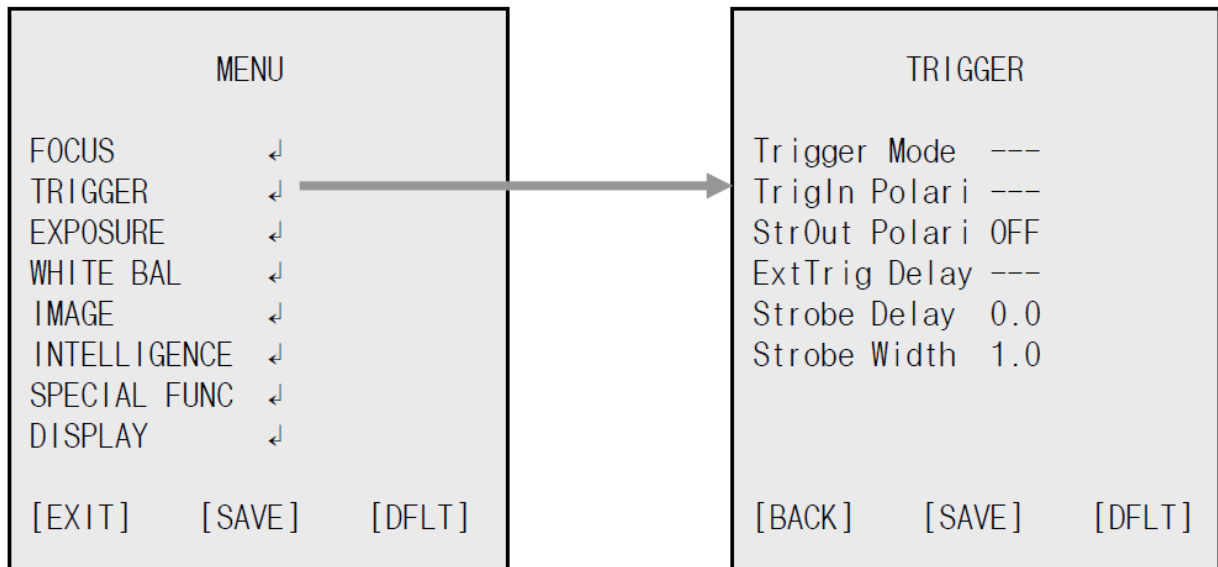 MENU
FOCUS ↲
TRIGGER ↲
EXPOSURE ↲
WHITE BAL ↲
IMAGE ↲
INTELLIGENCE ↲
SPECIAL FUNC ↲
DISPLAY ↲
[EXIT] [SAVE] [DFLT]
TRIGGER
Trigger Mode ---
TrigIn Polari ---
StrOut Polari OFF
ExtTrig Delay ---
Strobe Delay 0.0
Strobe Width 1.0
[BACK] [SAVE] [DFLT]